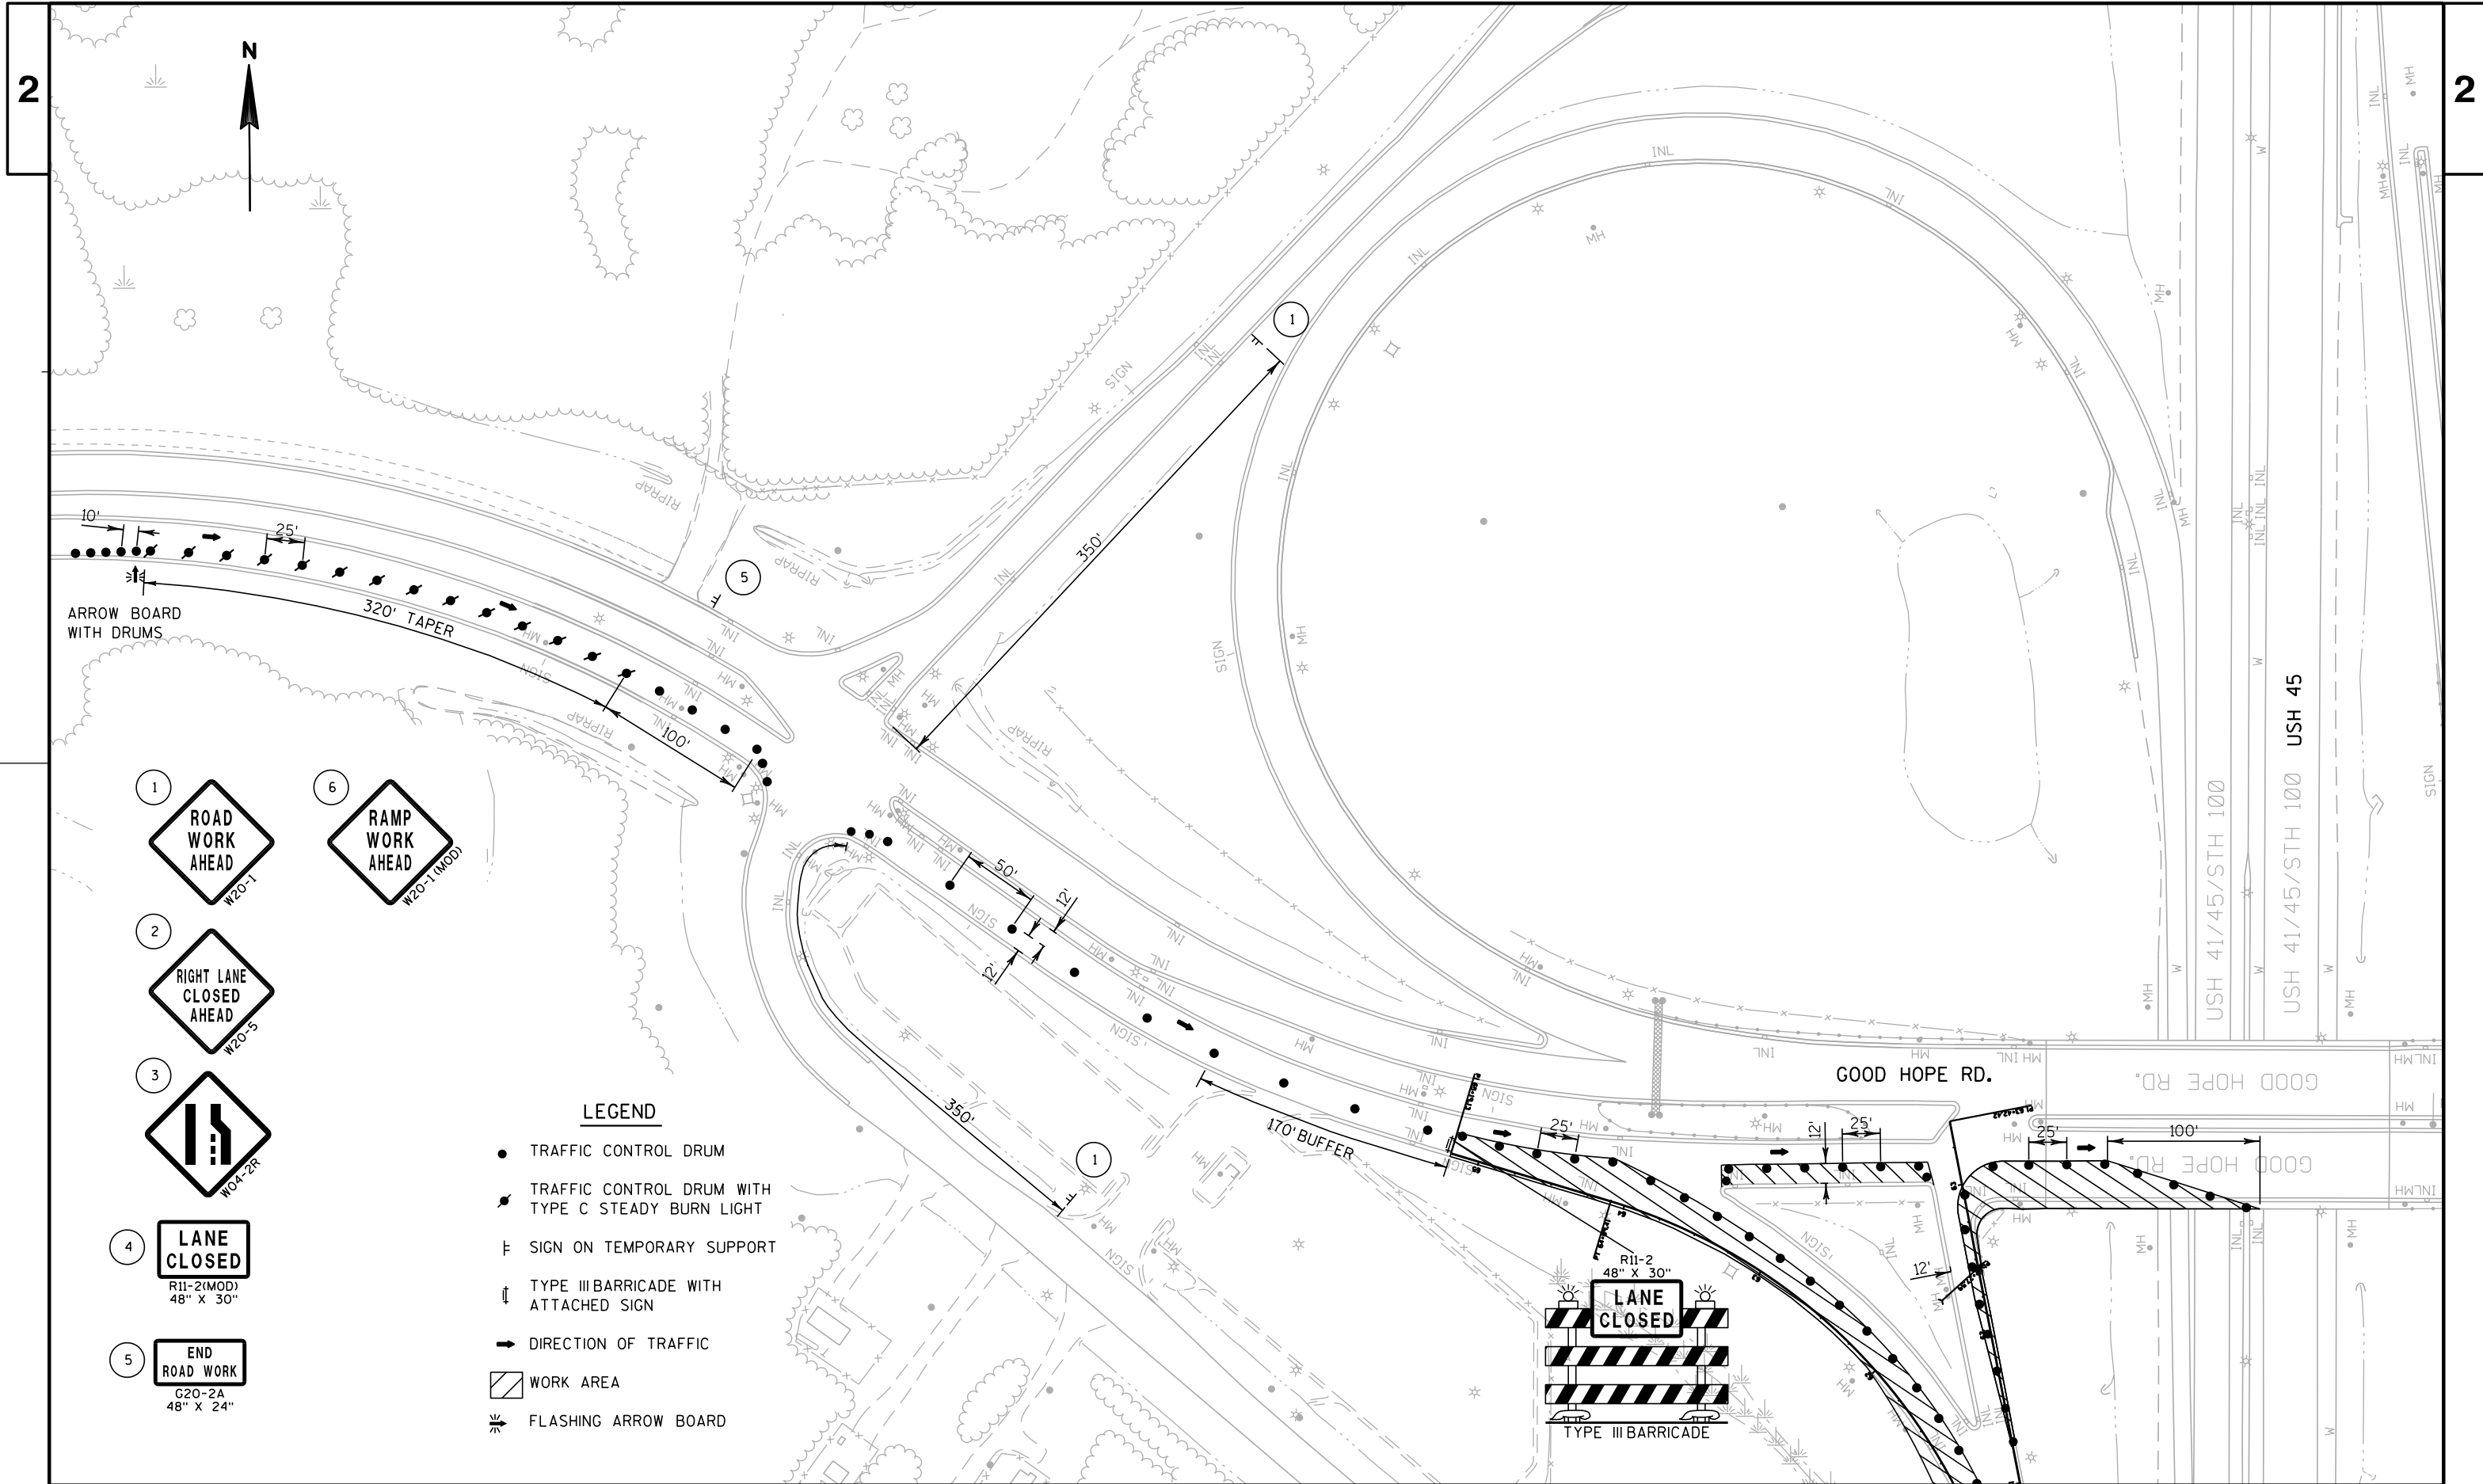 2
2
N
10'
25'
ARROW BOARD
WITH DRUMS
320' TAPER
100'
5
1
350'
RIPRAP
RIPRAP
RIPRAP
RIPRAP
SIGN
SIGN
SIGN
INL
INL
INL
INL
MH
MH
MH
USH 45
USH 41/45/STH 100
USH 41/45/STH 100
1
ROAD
WORK
AHEAD
W20-1
6
RAMP
WORK
AHEAD
W20-1 (MOD)
2
RIGHT LANE
CLOSED
AHEAD
W20-5
3
W04-2R
4
LANE
CLOSED
R11-2(MOD)
48" X 30"
5
END
ROAD WORK
G20-2A
48" X 24"
LEGEND
TRAFFIC CONTROL DRUM
TRAFFIC CONTROL DRUM WITH
TYPE C STEADY BURN LIGHT
SIGN ON TEMPORARY SUPPORT
TYPE III BARRICADE WITH
ATTACHED SIGN
DIRECTION OF TRAFFIC
WORK AREA
FLASHING ARROW BOARD
50'
12'
12'
350'
1
170' BUFFER
25'
GOOD HOPE RD.
GOOD HOPE RD.
GOOD HOPE RD.
12'
25'
25'
100'
12'
R11-2
48" X 30"
LANE
CLOSED
TYPE III BARRICADE